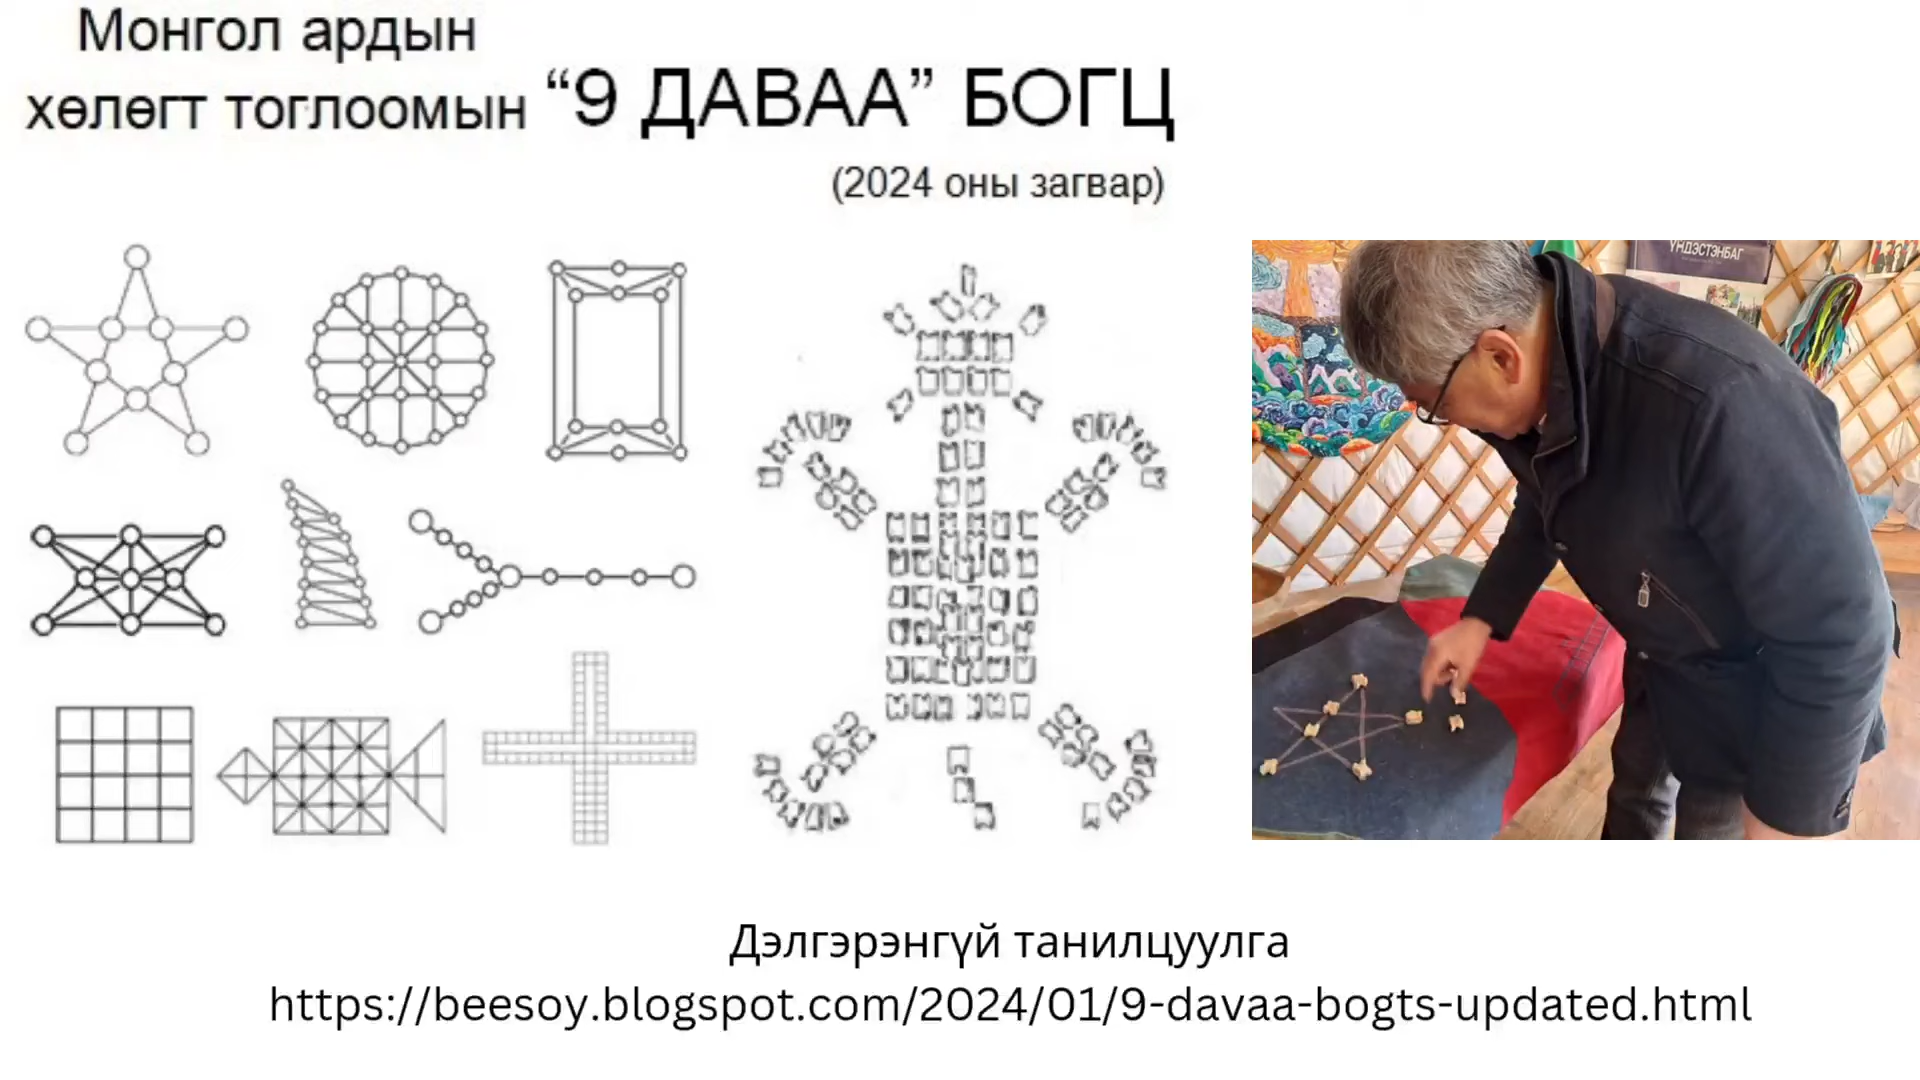 Монгол ардын
хөлөгт тоглоомын “9 ДАВАА” БОГЦ
(2024 оны загвар)
ҮНДЭСТЭНБАГ
Дэлгэрэнгүй танилцуулга
https://beesoy.blogspot.com/2024/01/9-davaa-bogts-updated.html